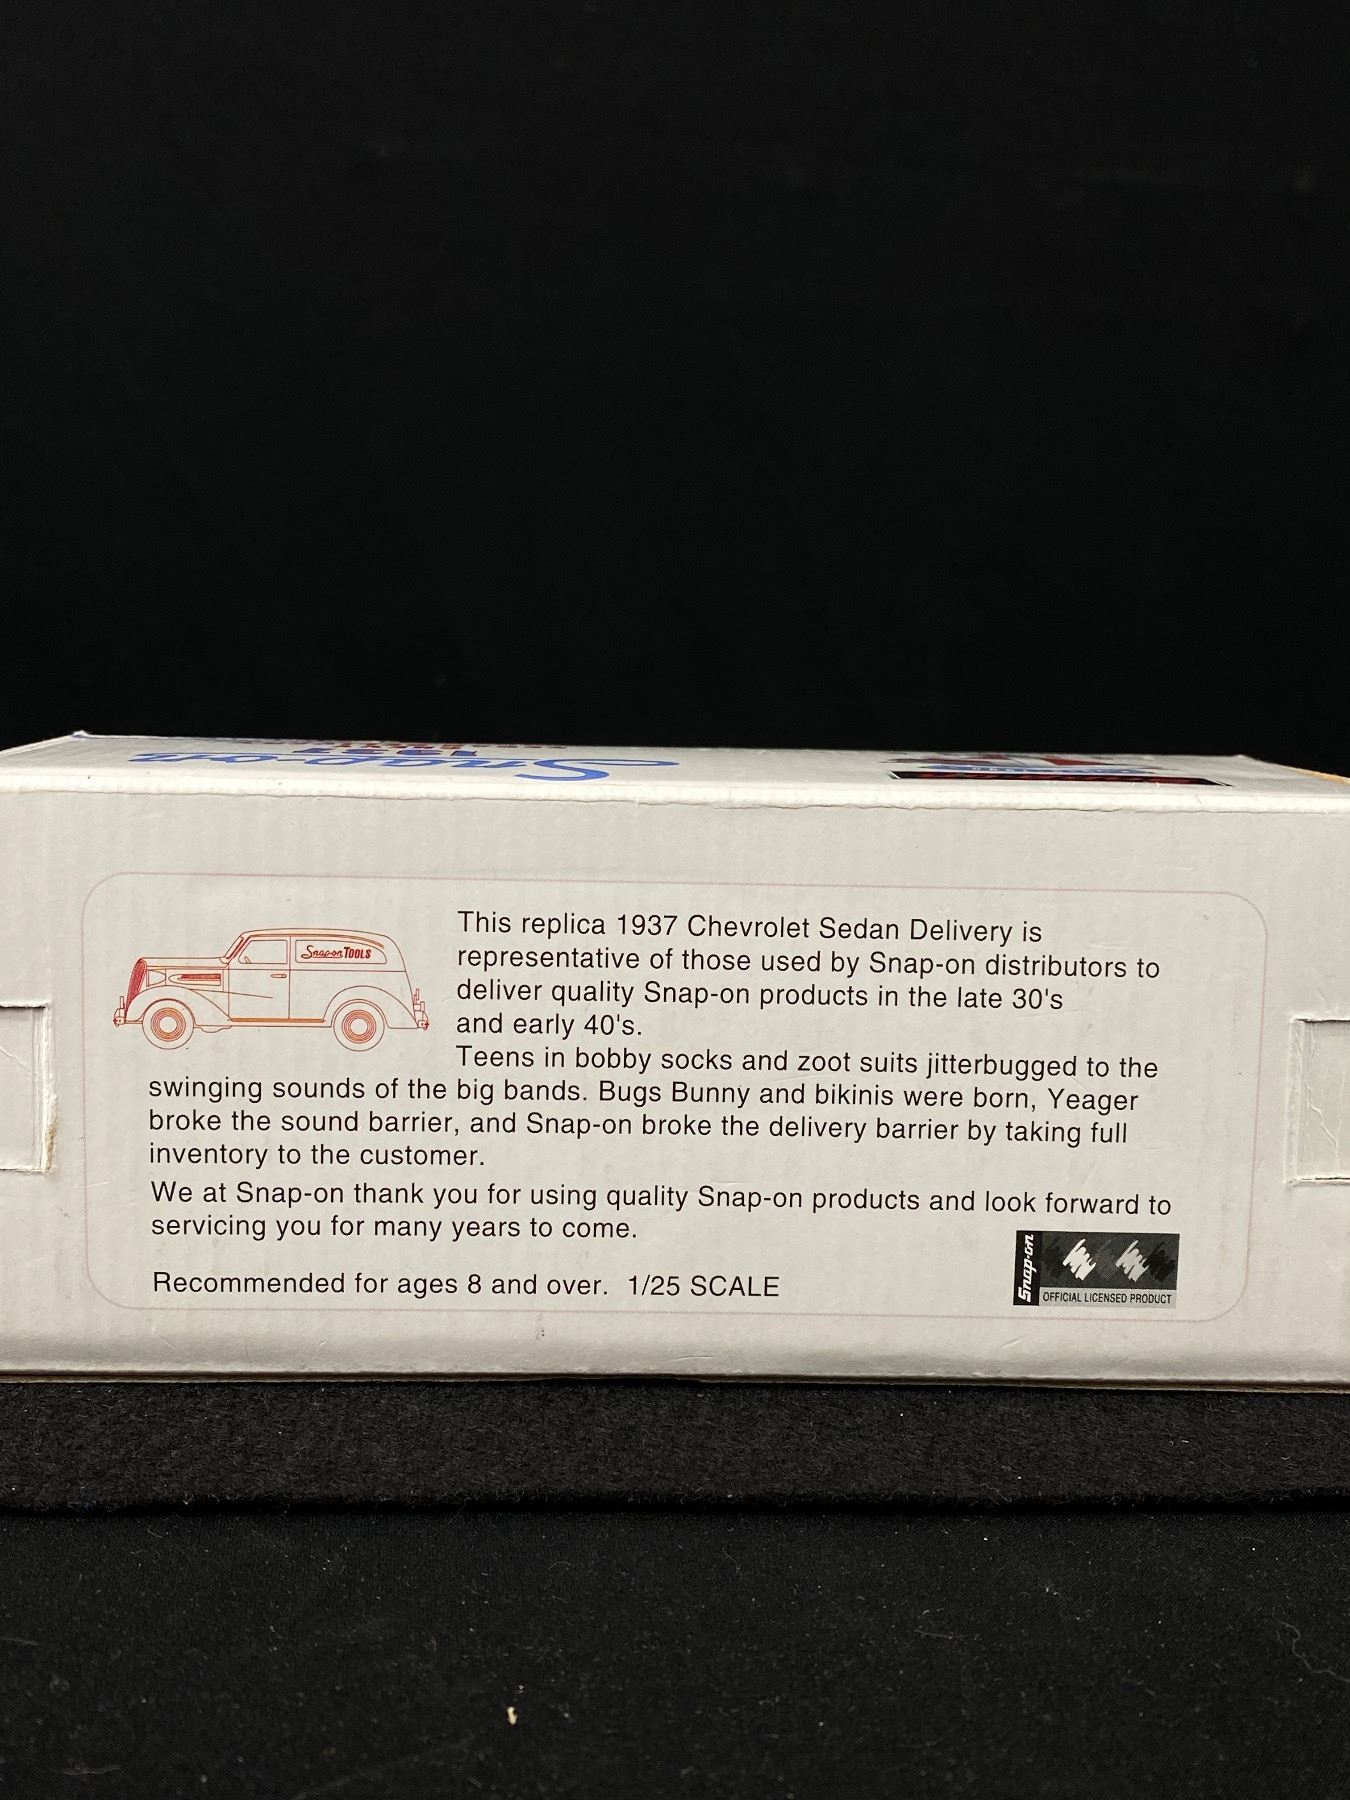 Snap-on
1937
Snap-on TOOLS
This replica 1937 Chevrolet Sedan Delivery is
representative of those used by Snap-on distributors to
deliver quality Snap-on products in the late 30's
and early 40's.
Teens in bobby socks and zoot suits jitterbugged to the
swinging sounds of the big bands. Bugs Bunny and bikinis were born, Yeager
broke the sound barrier, and Snap-on broke the delivery barrier by taking full
inventory to the customer.
We at Snap-on thank you for using quality Snap-on products and look forward to
servicing you for many years to come.
Recommended for ages 8 and over. 1/25 SCALE
Snap-on
OFFICIAL LICENSED PRODUCT